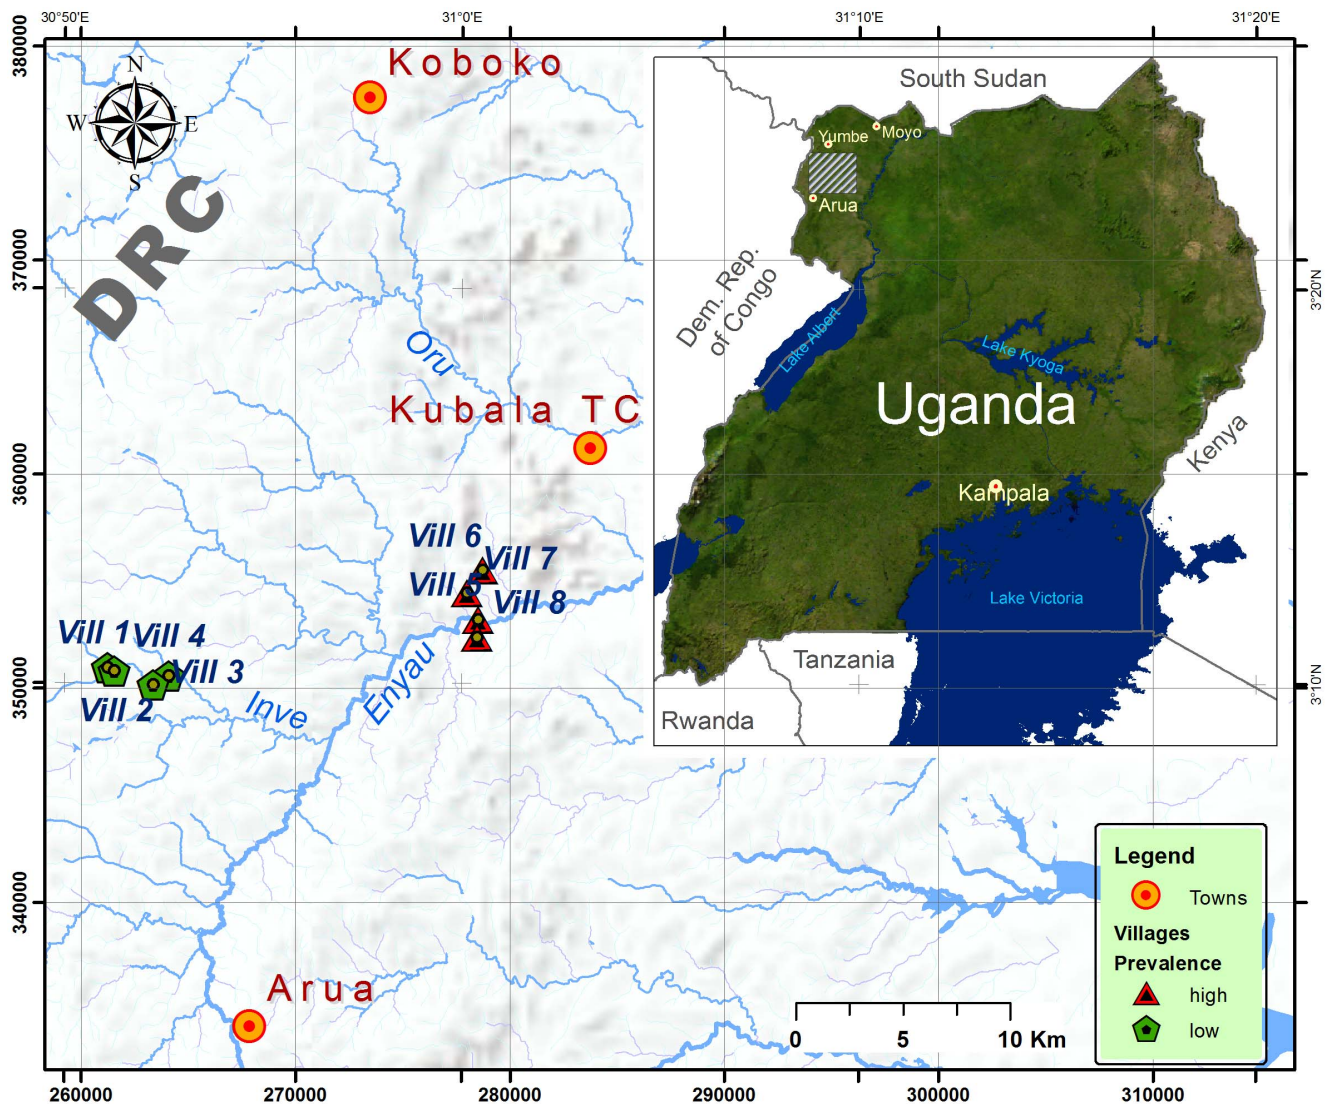 30°50'E
31°0'E
31°10'E
31°20'E
380000
370000
360000
350000
340000
3°20'N
3°10'N
260000
270000
280000
290000
300000
310000
N
W
E
S
DRC
Koboko
Oru
Kubala TC
Vill 6
Vill 7
Vill 5
Vill 8
Vill 1
Vill 4
Vill 3
Vill 2
Inve
Enyau
Arua
South Sudan
Yumbe
Moyo
Arua
Dem. Rep.
of Congo
Lake Albert
Lake Kyoga
Uganda
Kenya
Kampala
Lake Victoria
Tanzania
Rwanda
Legend
Towns
Villages
Prevalence
high
low
0 5 10 Km